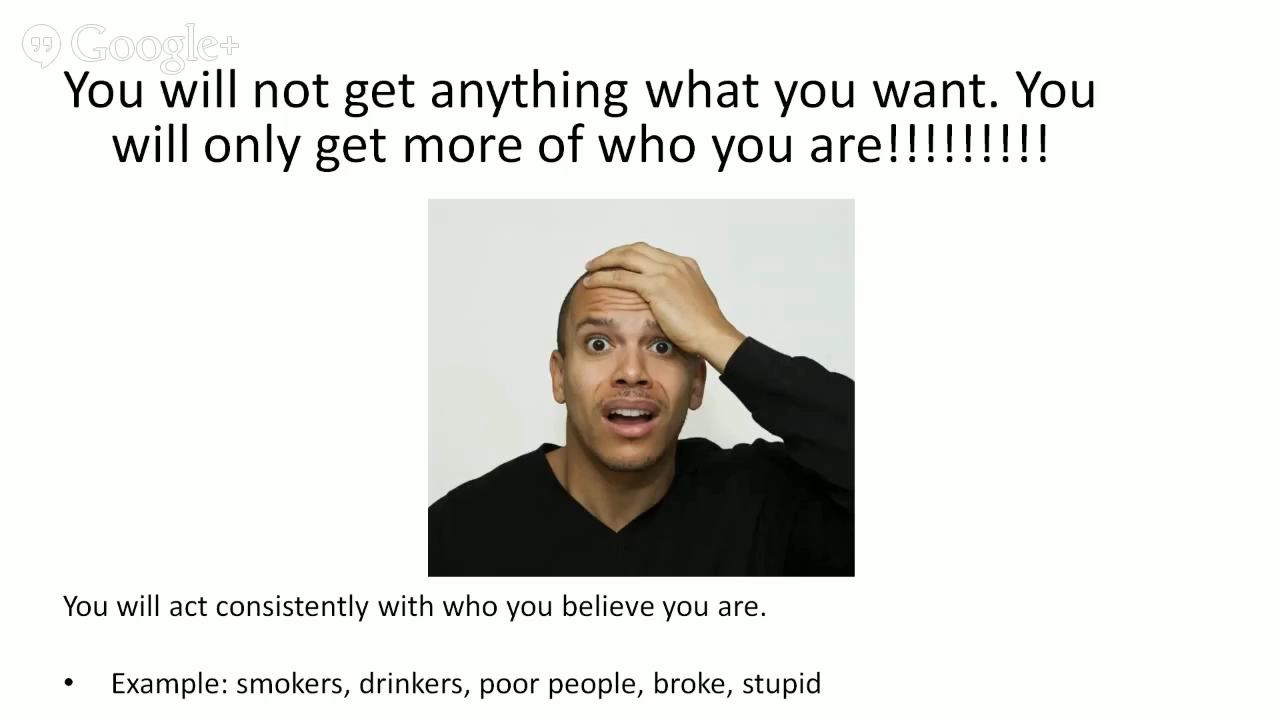 Google+
You will not get anything what you want. You
will only get more of who you are!!!!!!!!!
You will act consistently with who you believe you are.
• Example: smokers, drinkers, poor people, broke, stupid